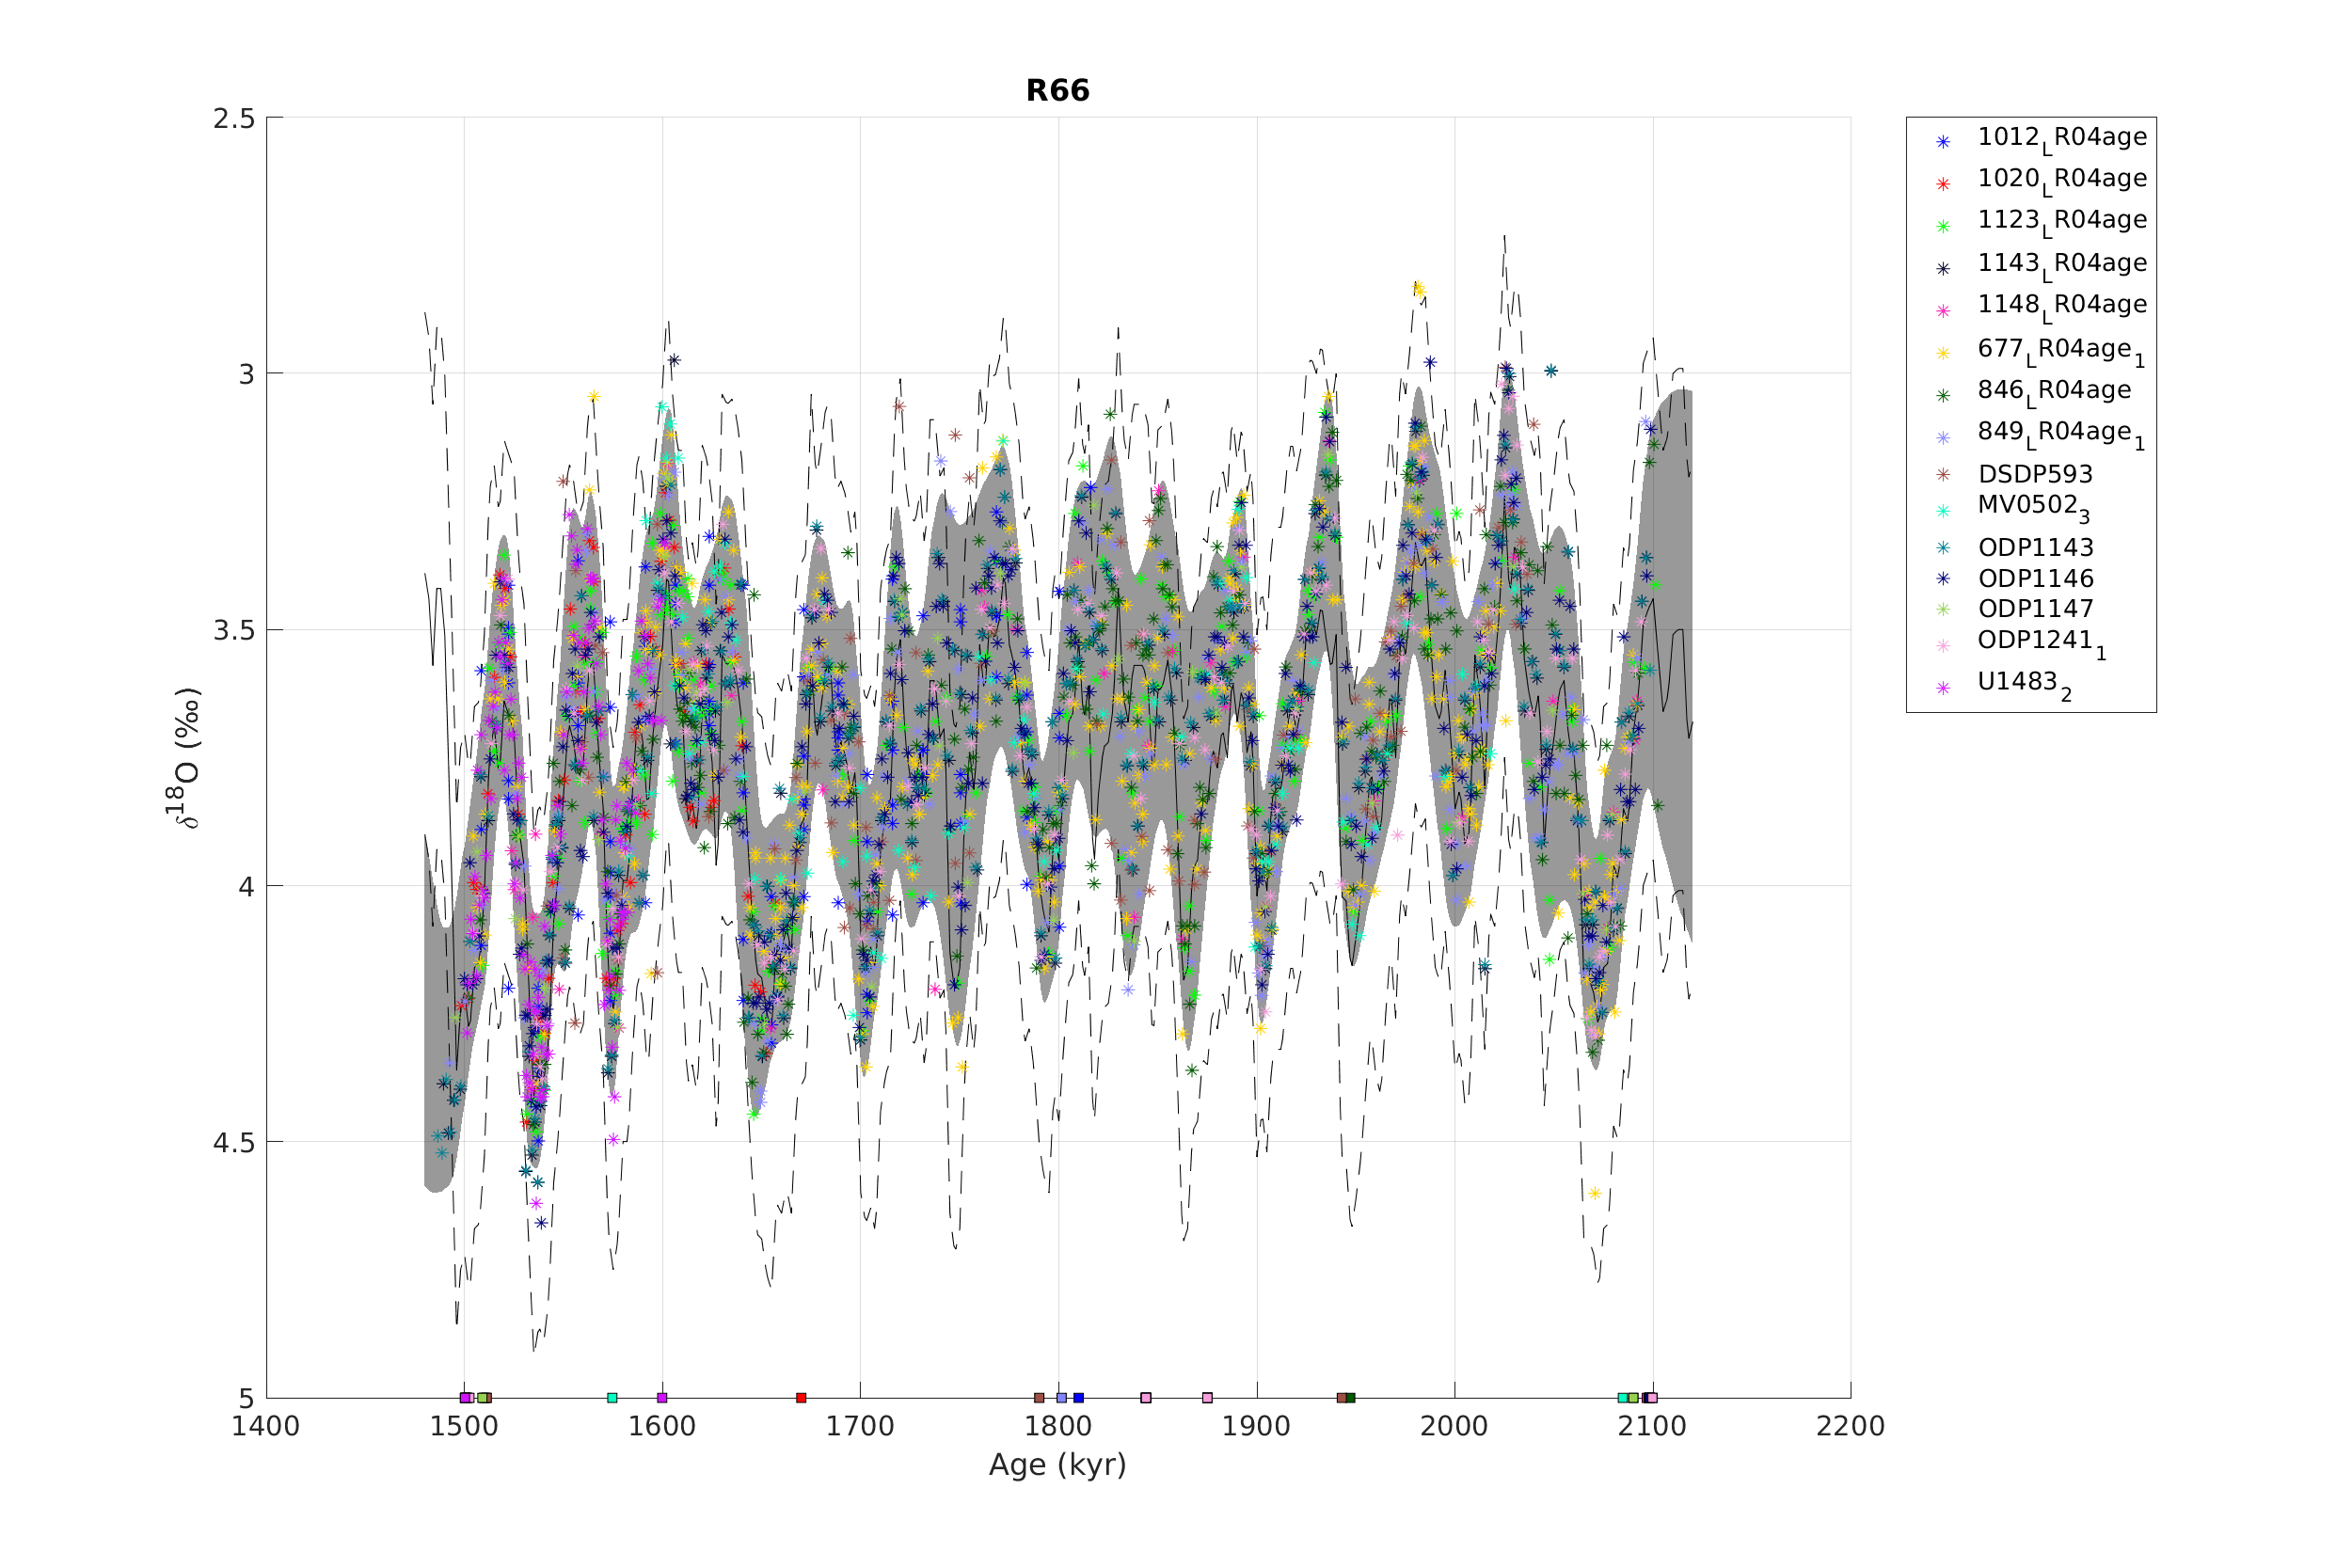 R66
2.5
3
3.5
4
4.5
5
δ18O (‰)
1400 1500 1600 1700 1800 1900 2000 2100 2200
Age (kyr)
1012LR04age
1020LR04age
1123LR04age
1143LR04age
1148LR04age
677LR04age1
846LR04age
849LR04age1
DSDP593
MV05023
ODP1143
ODP1146
ODP1147
ODP12411
U14832